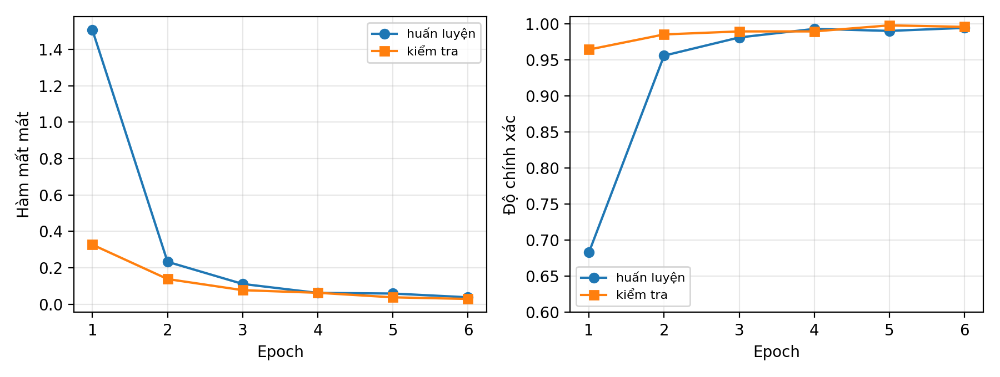 Hàm mất mát
1.4
1.2
1.0
0.8
0.6
0.4
0.2
0.0
huấn luyện
kiểm tra
1 2 3 4 5 6
Epoch
Độ chính xác
1.00
0.95
0.90
0.85
0.80
0.75
0.70
0.65
0.60
huấn luyện
kiểm tra
1 2 3 4 5 6
Epoch